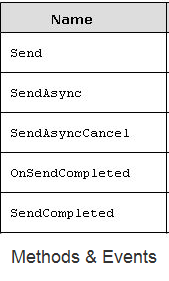 Name
Send
SendAsync
SendAsyncCancel
OnSendCompleted
SendCompleted
Methods & Events